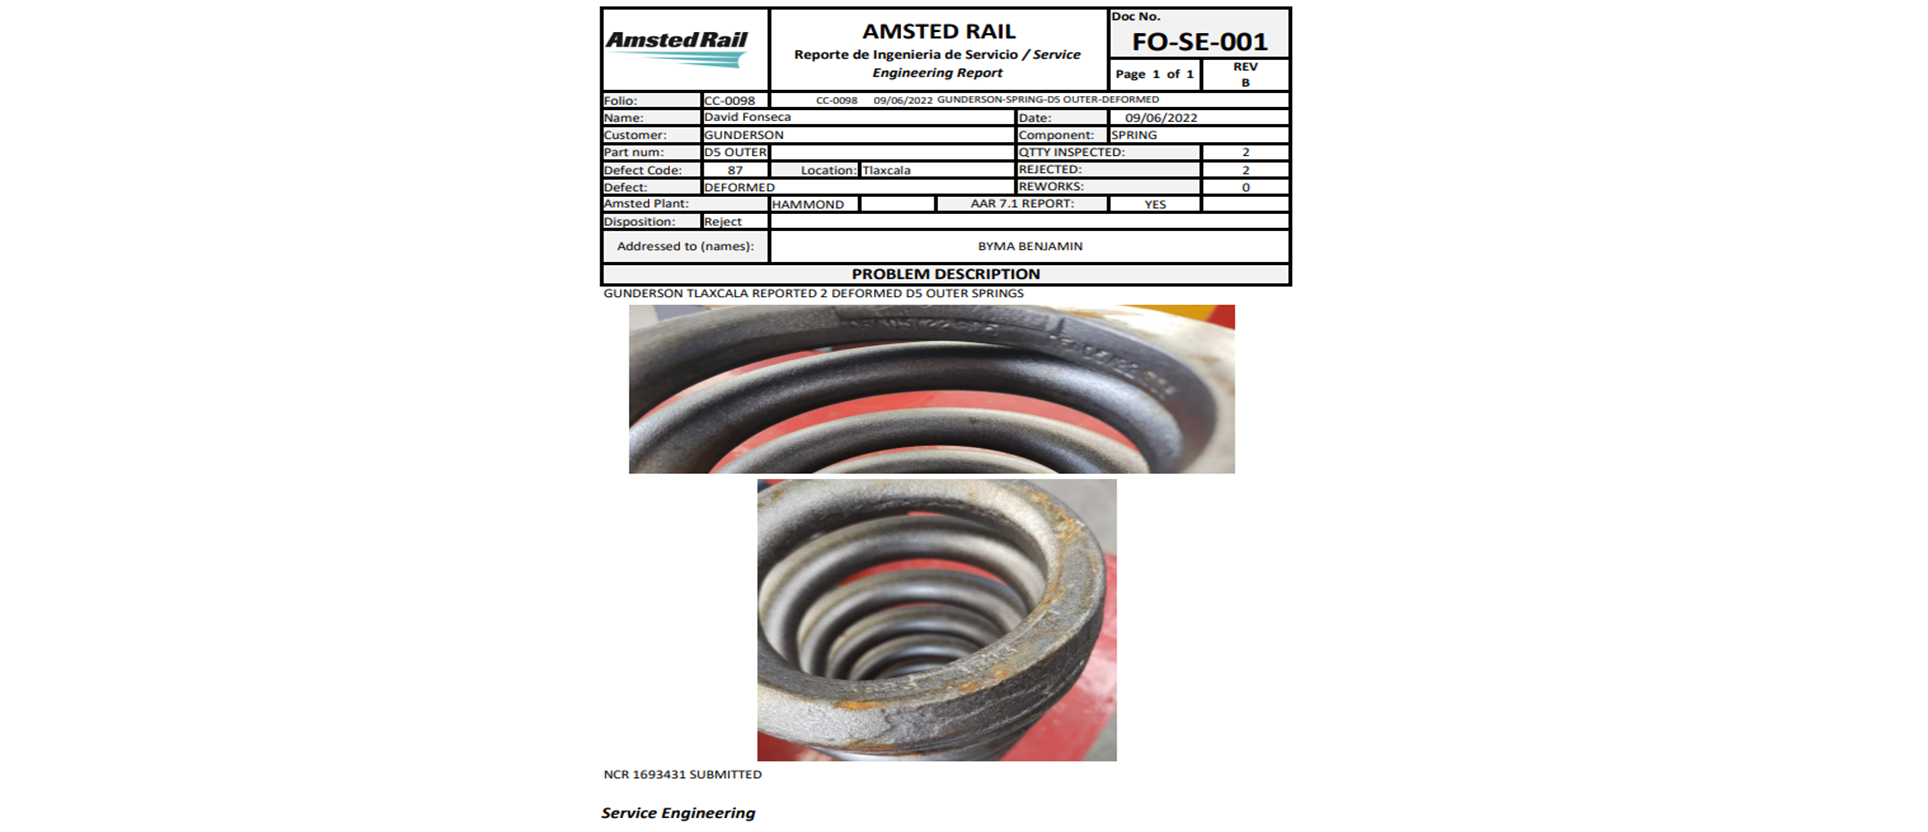 Amsted Rail
AMSTED RAIL
Reporte de Ingenieria de Servicio / Service
Engineering Report
Doc No.
FO-SE-001
Page 1 of 1
REV
B
Folio: CC-0098 CC-0098 09/06/2022 GUNDERSON-SPRING-D5 OUTER-DEFORMED
Name: David Fonseca Date: 09/06/2022
Customer: GUNDERSON Component: SPRING
Part num: D5 OUTER QTTY INSPECTED: 2
Defect Code: 87 Location: Tlaxcala REJECTED: 2
Defect: DEFORMED REWORKS: 0
Amsted Plant: HAMMOND AAR 7.1 REPORT: YES
Disposition: Reject
Addressed to (names): BYMA BENJAMIN
PROBLEM DESCRIPTION
GUNDERSON TLAXCALA REPORTED 2 DEFORMED D5 OUTER SPRINGS
NCR 1693431 SUBMITTED
Service Engineering